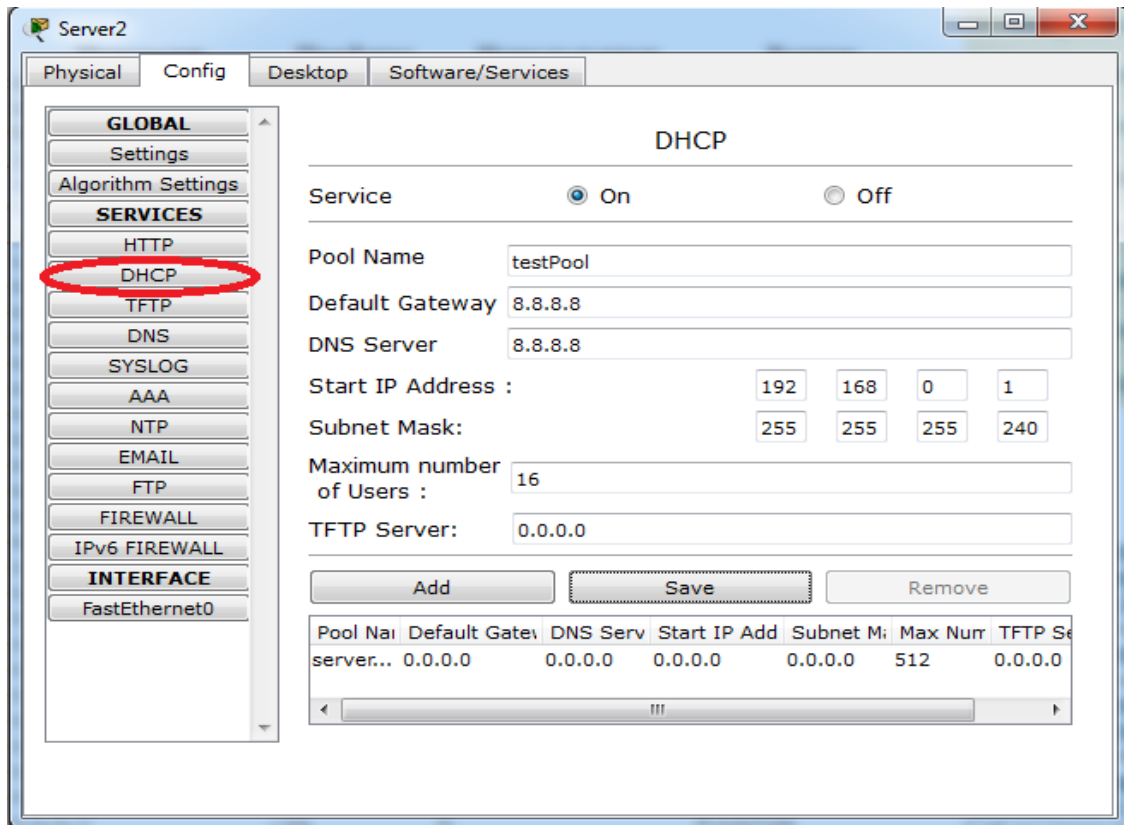 Server2
Physical Config Desktop Software/Services
GLOBAL
Settings
Algorithm Settings
SERVICES
HTTP
DHCP
TFTP
DNS
SYSLOG
AAA
NTP
EMAIL
FTP
FIREWALL
IPv6 FIREWALL
INTERFACE
FastEthernet0
DHCP
Service On Off
Pool Name testPool
Default Gateway 8.8.8.8
DNS Server 8.8.8.8
Start IP Address : 192 168 0 1
Subnet Mask: 255 255 255 240
Maximum number
of Users : 16
TFTP Server: 0.0.0.0
Add Save Remove
Pool Nai Default Gatev DNS Serv Start IP Add Subnet Ma Max Num TFTP Se
server... 0.0.0.0 0.0.0.0 0.0.0.0 0.0.0.0 512 0.0.0.0